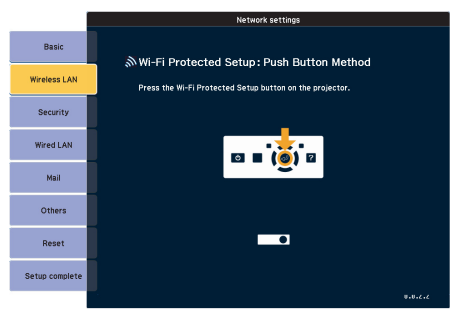 Network settings
Basic
Wireless LAN
Security
Wired LAN
Mail
Others
Reset
Setup complete
Wi-Fi Protected Setup: Push Button Method
Press the Wi-Fi Protected Setup button on the projector.
?